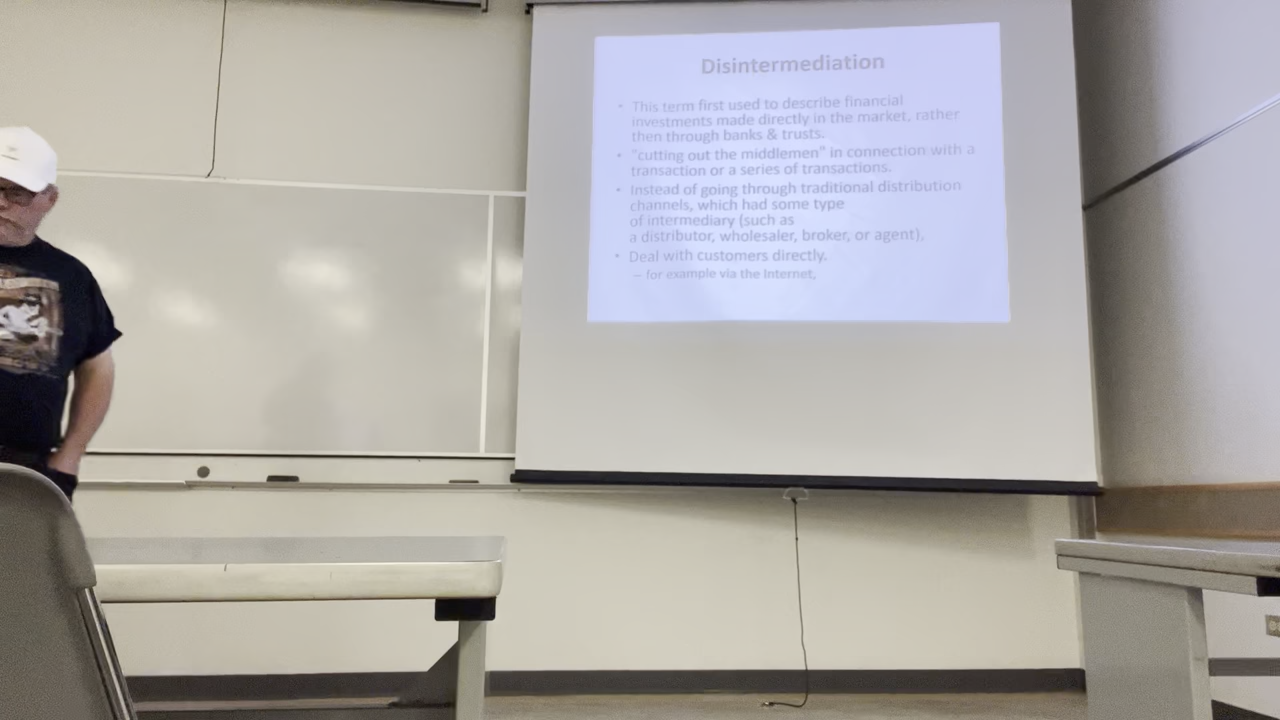 Disintermediation
• This term first used to describe financial
investments made directly in the market, rather
then through banks & trusts.
• "cutting out the middlemen" in connection with a
transaction or a series of transactions.
• Instead of going through traditional distribution
channels, which had some type
of intermediary (such as
a distributor, wholesaler, broker, or agent),
• Deal with customers directly.
– for example via the Internet,